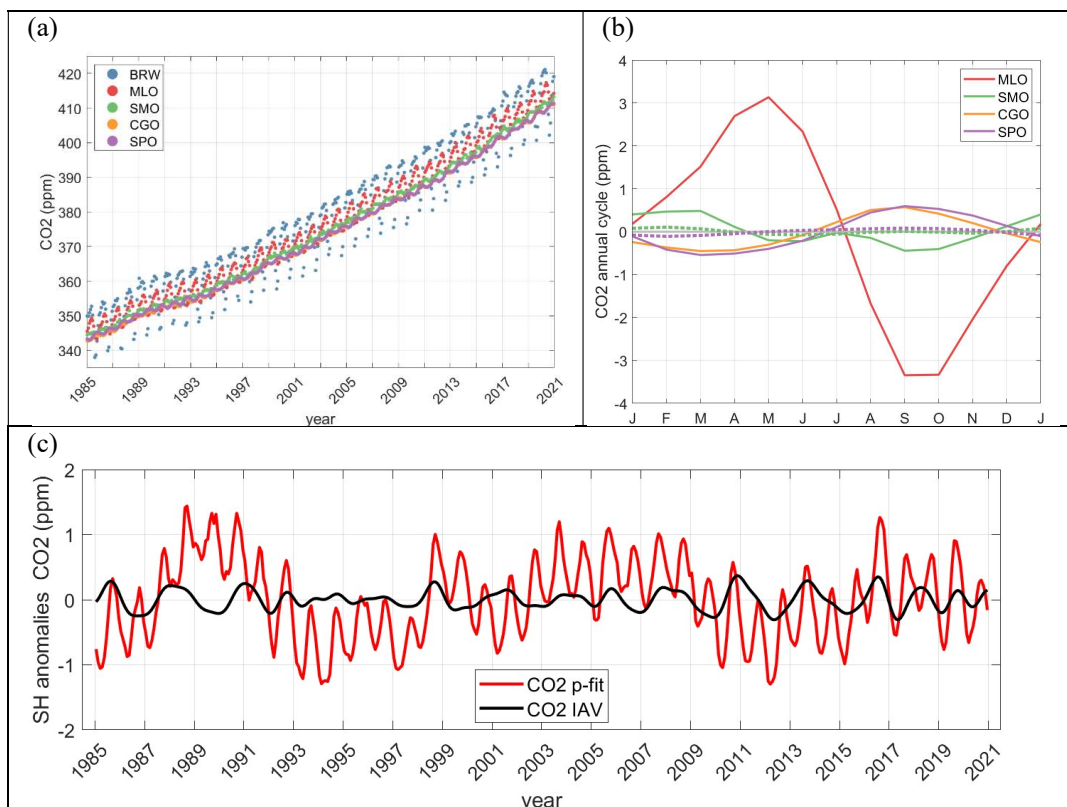 (a)
CO2 (ppm)
420
410
400
390
380
370
360
350
340
BRW
MLO
SMO
CGO
SPO
1985 1989 1993 1997 2001 2005 2009 2013 2017 2021
year
(b)
CO2 annual cycle (ppm)
4
3
2
1
0
-1
-2
-3
-4
MLO
SMO
CGO
SPO
J F M A M J J A S O N D J
(c)
SH anomalies CO2 (ppm)
2
1
0
-1
-2
CO2 p-fit
CO2 IAV
1985 1987 1989 1991 1993 1995 1997 1999 2001 2003 2005 2007 2009 2011 2013 2015 2017 2019 2021
year